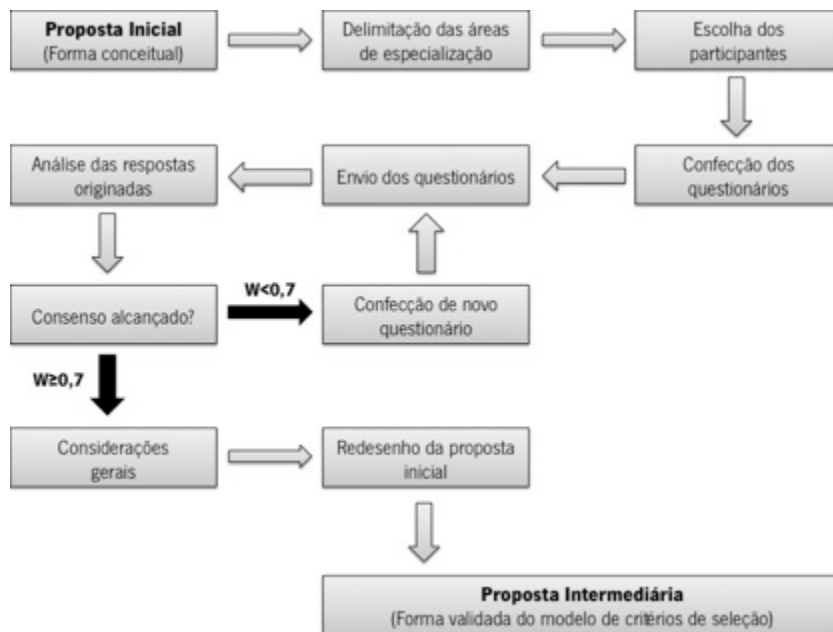 Proposta Inicial
(Forma conceitual)
Delimitação das áreas
de especialização
Escolha dos
participantes
Confecção dos
questionários
Envio dos questionários
Análise das respostas
originadas
Consenso alcançado?
W<0,7
Confecção de novo
questionário
W≥0,7
Considerações
gerais
Redesenho da proposta
inicial
Proposta Intermediária
(Forma validada do modelo de critérios de seleção)